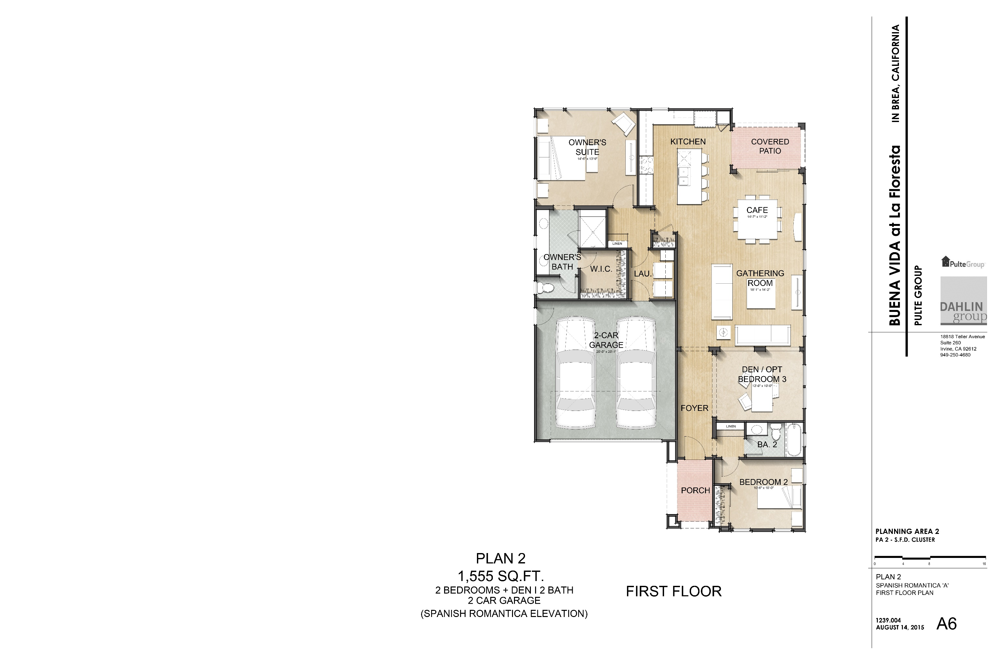 BUENA VIDA at La Floresta IN BREA, CALIFORNIA
PULTE GROUP
PulteGroup
DAHLIN
group
18818 Teller Avenue
Suite 260
Irvine, CA 92612
949-250-4680
OWNER'S
SUITE
14'-6" x 13'-9"
KITCHEN
COVERED
PATIO
CAFE
14'-7" x 11'-2"
LINEN
OWNER'S
BATH
W.I.C.
LAU.
GATHERING
ROOM
18'-1" x 14'-2"
2-CAR
GARAGE
20'-0" x 20'-1"
DEN / OPT
BEDROOM 3
12'-6" x 10'-0"
FOYER
LINEN
BA. 2
BEDROOM 2
10'-6" x 10'-0"
PORCH
PLAN 2
1,555 SQ.FT.
2 BEDROOMS + DEN I 2 BATH
2 CAR GARAGE
(SPANISH ROMANTICA ELEVATION)
FIRST FLOOR
PLANNING AREA 2
PA 2 - S.F.D. CLUSTER
0 4 8 16
PLAN 2
SPANISH ROMANTICA 'A'
FIRST FLOOR PLAN
1239.004
AUGUST 14, 2015
A6